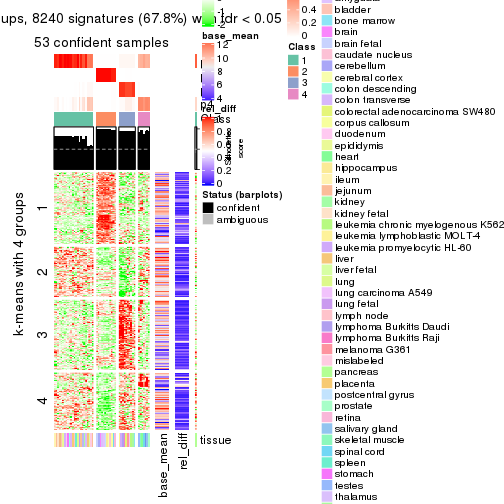 ups, 8240 signatures (67.8%) w fdr < 0.05
53 confident samples
k-means with 4 groups
1
2
3
4
tissue
base_mean
rel_diff
-2
base_mean
12
10
8
6
4
rel_diff
0.8
0.6
0.4
0.2
0
score
Status (barplots)
confident
ambiguous
0.4
0.2
0
Class
1
2
3
4
bladder
bone marrow
brain
brain fetal
caudate nucleus
cerebellum
cerebral cortex
colon descending
colon transverse
colorectal adenocarcinoma SW480
corpus callosum
duodenum
epididymis
heart
hippocampus
ileum
jejunum
kidney
kidney fetal
leukemia chronic myelogenous K562
leukemia lymphoblastic MOLT-4
leukemia promyelocytic HL-60
liver
liver fetal
lung
lung carcinoma A549
lung fetal
lymph node
lymphoma Burkitts Daudi
lymphoma Burkitts Raji
melanoma G361
mislabeled
pancreas
placenta
postcentral gyrus
prostate
retina
salivary gland
skeletal muscle
spinal cord
spleen
stomach
testes
thalamus